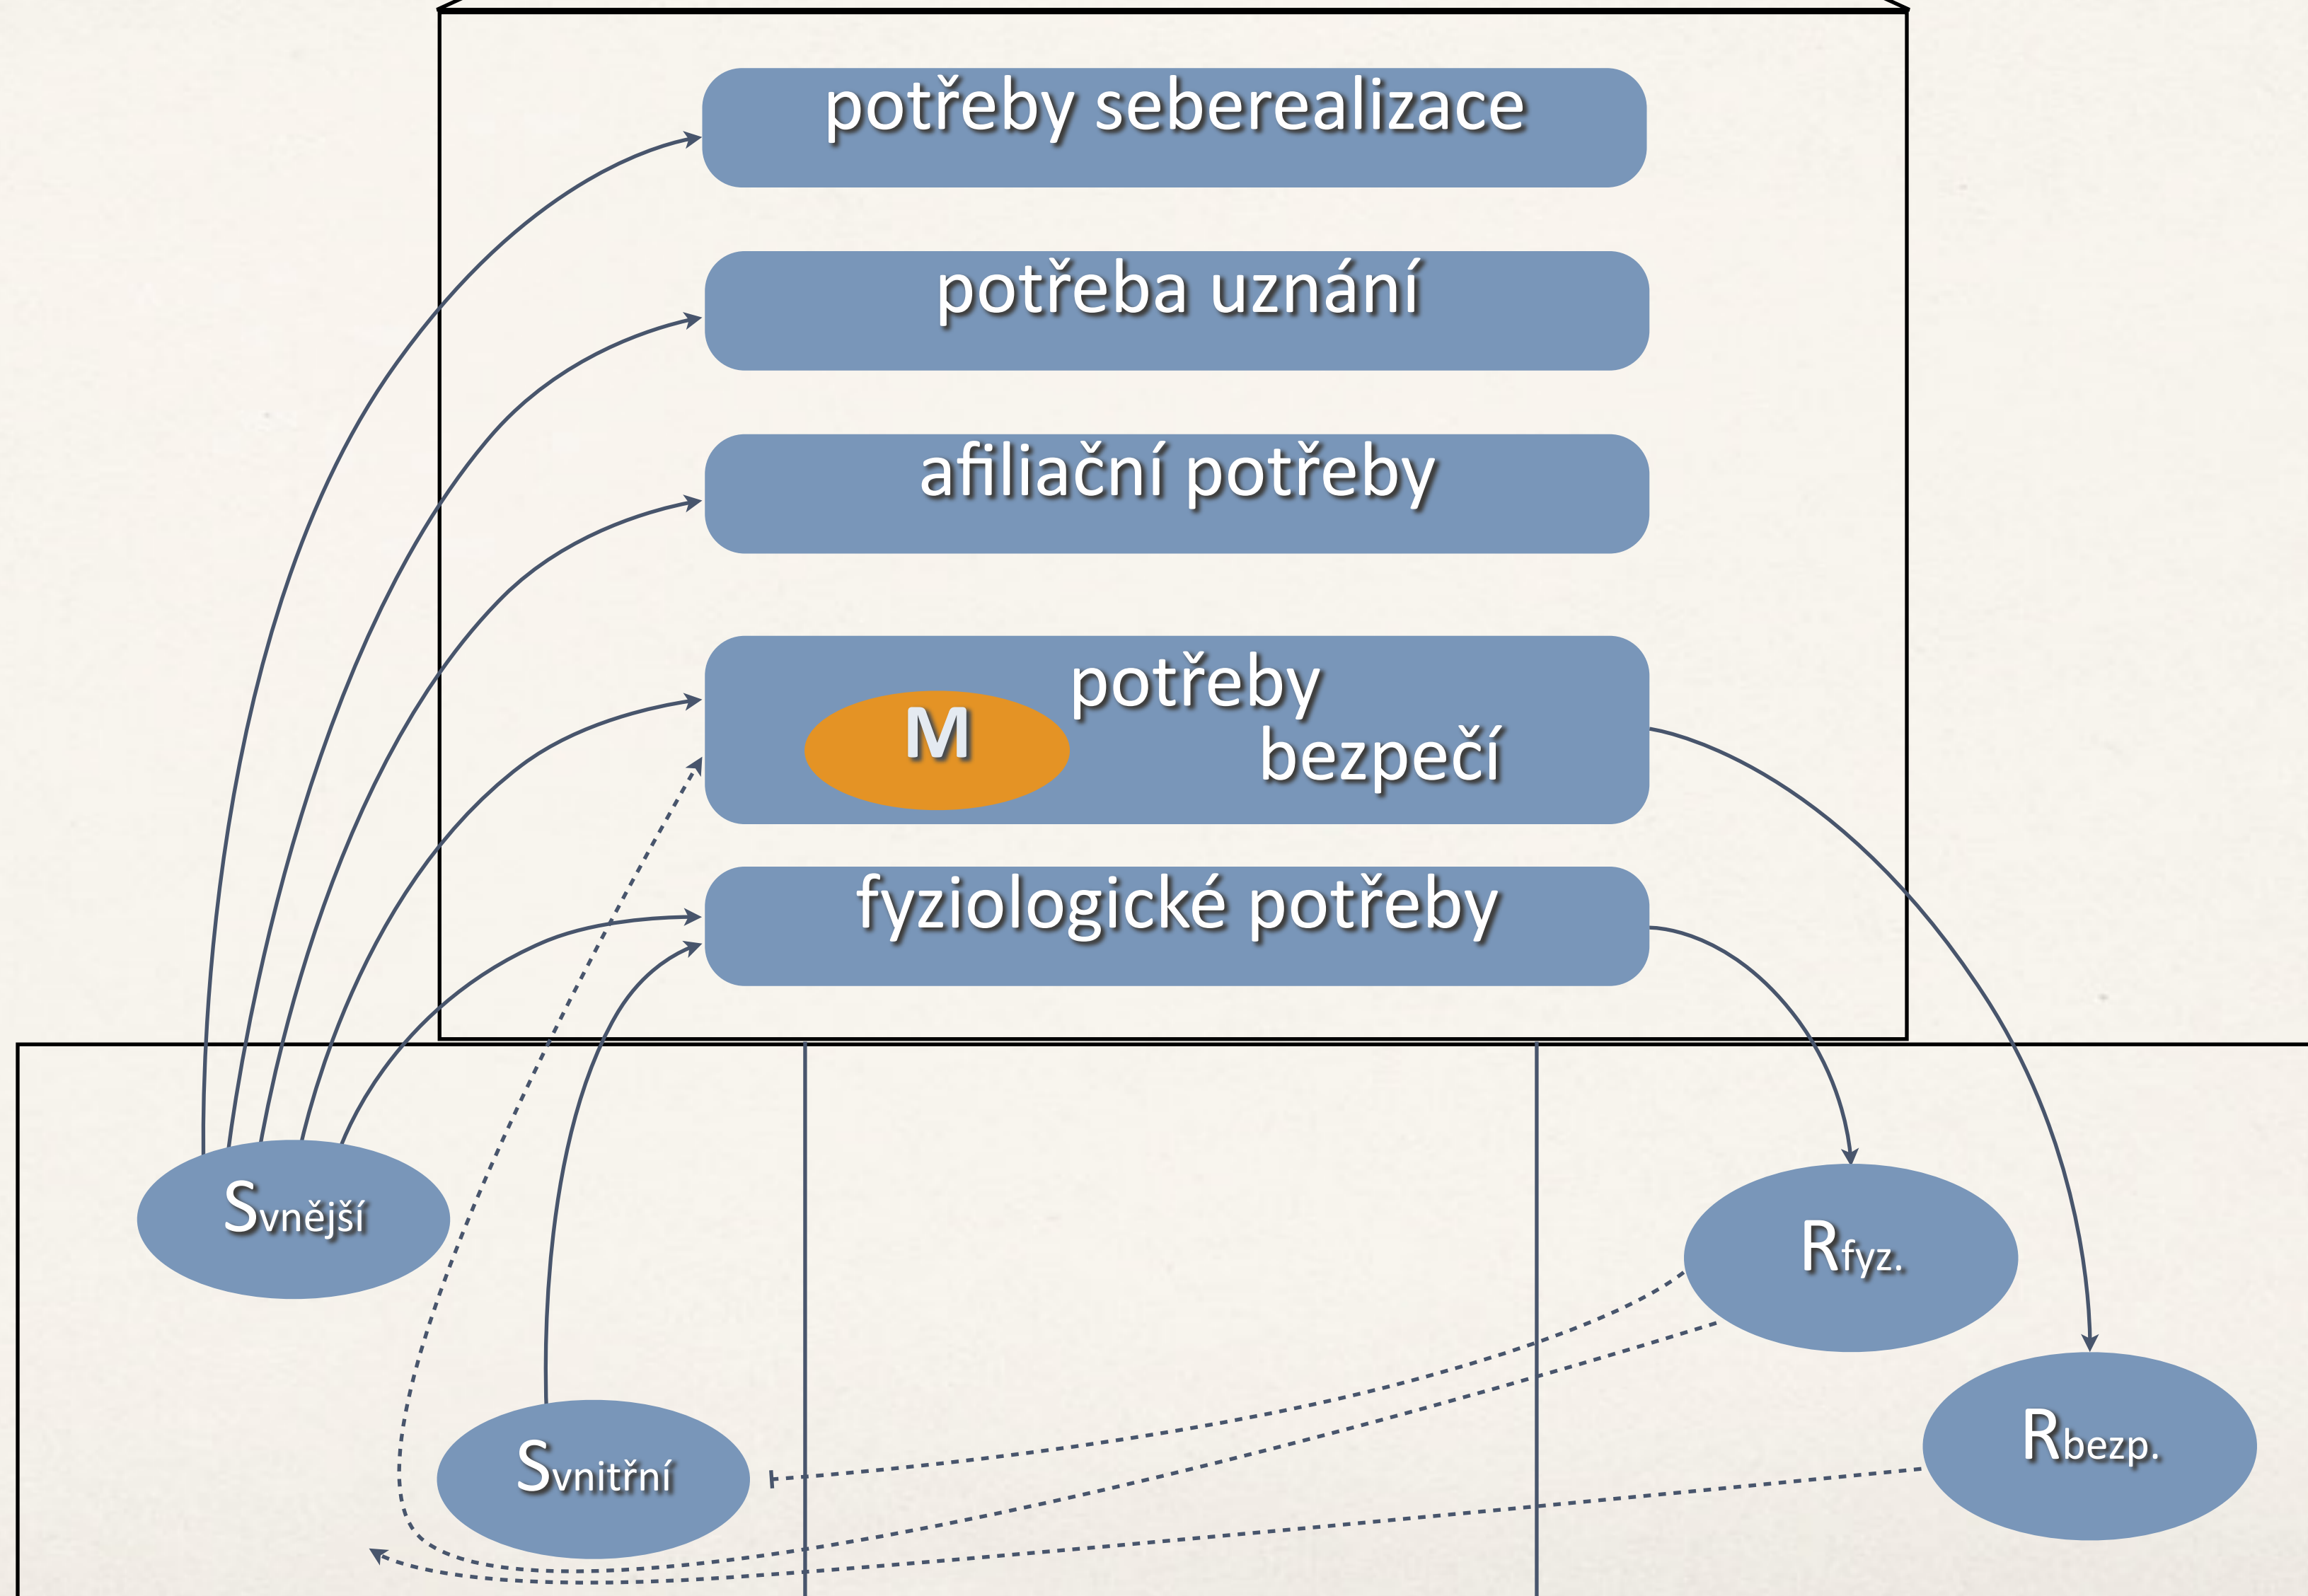 potřeby seberealizace
potřeba uznání
afiliační potřeby
potřeby
M
bezpečí
fyziologické potřeby
Svnější
Rfyz.
Rbezp.
Svnitřní